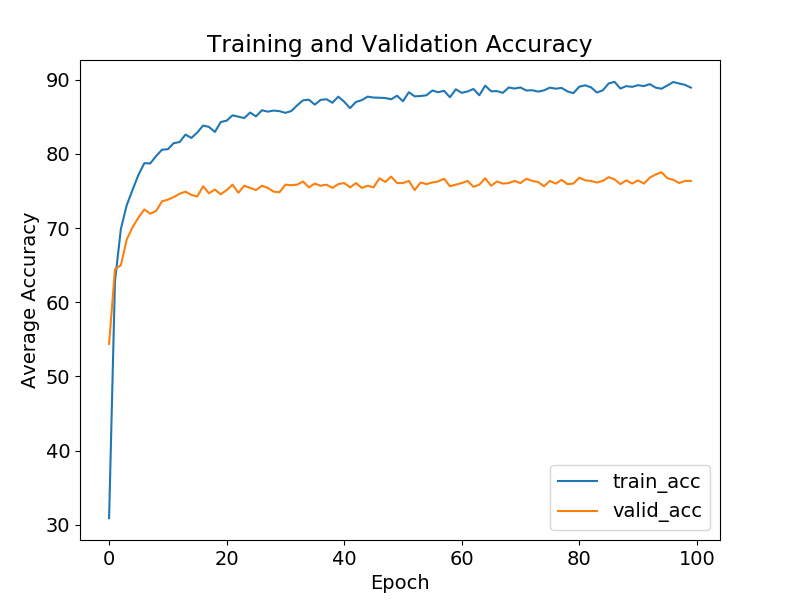 Training and Validation Accuracy
Average Accuracy
90
80
70
60
50
40
30
train_acc
valid_acc
0 20 40 60 80 100
Epoch